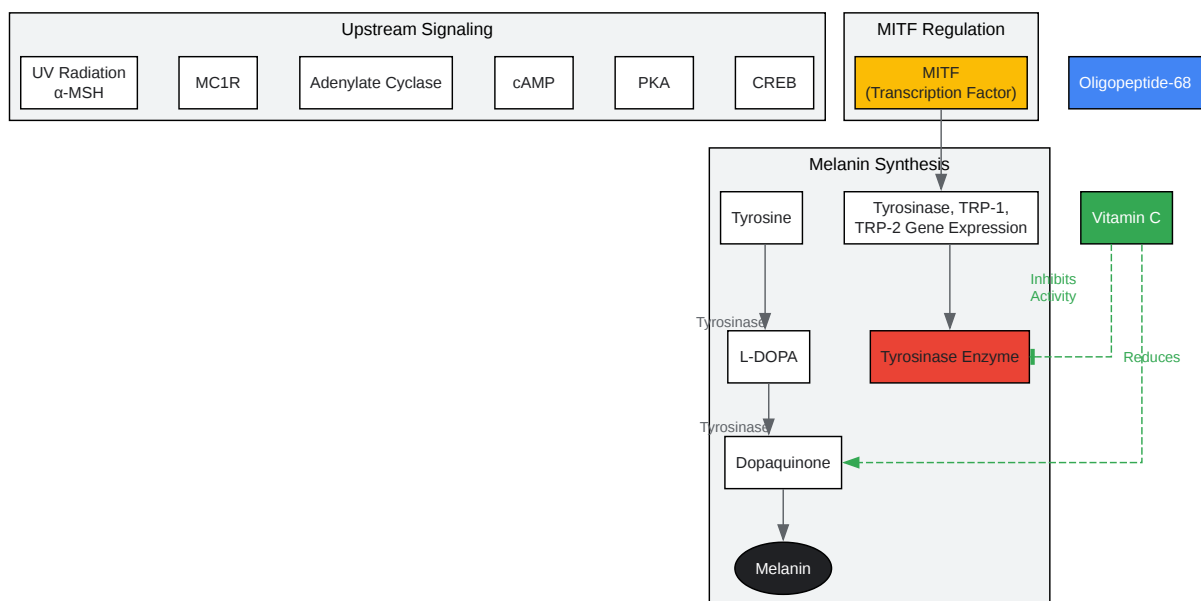 Upstream Signaling
MITF Regulation
UV Radiation
α-MSH
MC1R
Adenylate Cyclase
cAMP
PKA
CREB
MITF
(Transcription Factor)
Oligopeptide-68
Melanin Synthesis
Tyrosine
Tyrosinase, TRP-1,
TRP-2 Gene Expression
Vitamin C
Inhibits
Activity
Tyrosinase
L-DOPA
Tyrosinase Enzyme
Reduces
Tyrosinase
Dopaquinone
Melanin